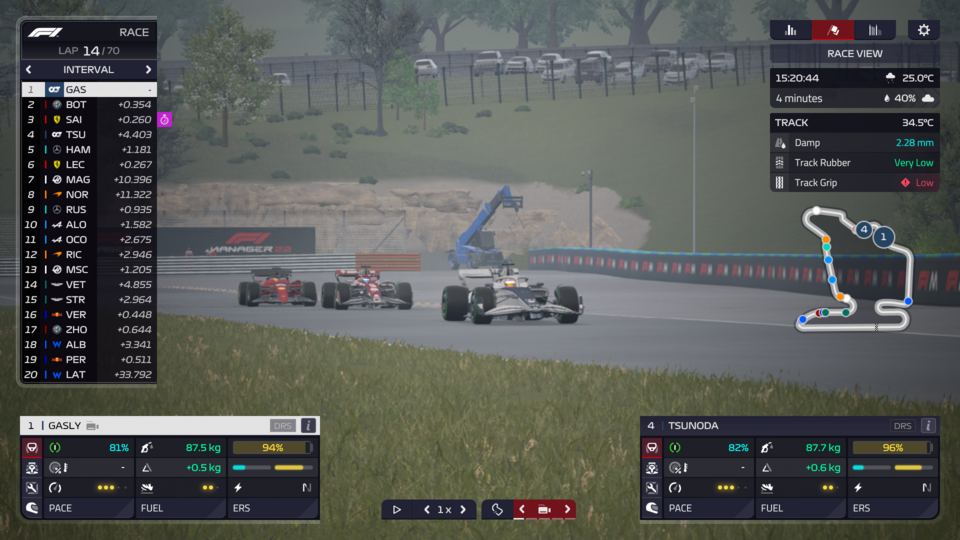 RACE
LAP 14/70
INTERVAL
1 GAS -
2 BOT +0.354
3 SAI +0.260
4 TSU +4.403
5 HAM +1.181
6 LEC +0.267
7 MAG +10.396
8 NOR +11.322
9 RUS +0.935
10 ALO +1.582
11 OCO +2.675
12 RIC +2.946
13 MSC +1.205
14 VET +4.855
15 STR +2.964
16 VER +0.448
17 ZHO +0.644
18 ALB +3.341
19 PER +0.511
20 LAT +33.792
RACE VIEW
15:20:44 25.0°C
4 minutes 40%
TRACK 34.5°C
Damp 2.28 mm
Track Rubber Very Low
Track Grip Low
4 1
MANAGER 22
1 GASLY DRS i
81% 87.5 kg 94%
- +0.5 kg
N
PACE FUEL ERS
1x
4 TSUNODA DRS i
82% 87.7 kg 96%
- +0.6 kg
N
PACE FUEL ERS